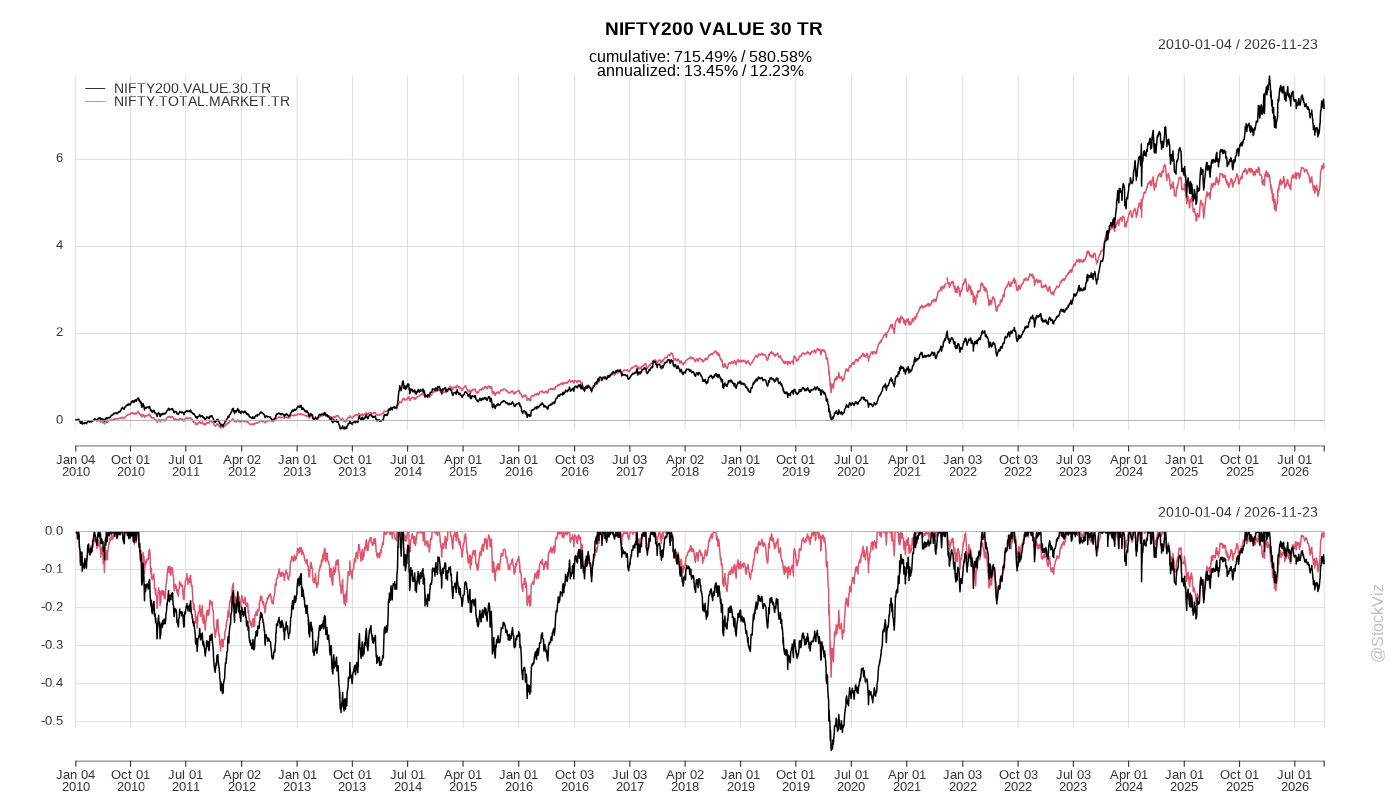 NIFTY200 VALUE 30 TR
cumulative: 715.49% / 580.58%
annualized: 13.45% / 12.23%
2010-01-04 / 2026-11-23
NIFTY200.VALUE.30.TR
NIFTY.TOTAL.MARKET.TR
6
4
2
0
Jan 04 Oct 01 Jul 01 Apr 02 Jan 01 Oct 01 Jul 01 Apr 01 Jan 01 Oct 03 Jul 03 Apr 02 Jan 01 Oct 01 Jul 01 Apr 01 Jan 03 Oct 03 Jul 03 Apr 01 Jan 01 Oct 01 Jul 01
2010 2010 2011 2012 2013 2013 2014 2015 2016 2016 2017 2018 2019 2019 2020 2021 2022 2022 2023 2024 2025 2025 2026
2010-01-04 / 2026-11-23
0.0
-0.1
-0.2
-0.3
-0.4
-0.5
Jan 04 Oct 01 Jul 01 Apr 02 Jan 01 Oct 01 Jul 01 Apr 01 Jan 01 Oct 03 Jul 03 Apr 02 Jan 01 Oct 01 Jul 01 Apr 01 Jan 03 Oct 03 Jul 03 Apr 01 Jan 01 Oct 01 Jul 01
2010 2010 2011 2012 2013 2013 2014 2015 2016 2016 2017 2018 2019 2019 2020 2021 2022 2022 2023 2024 2025 2025 2026
@StockViz